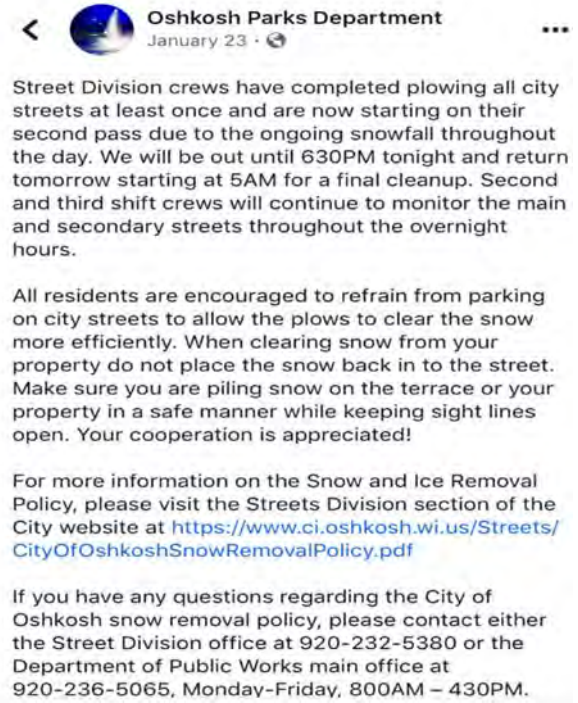 Oshkosh Parks Department
January 23 ·
Street Division crews have completed plowing all city
streets at least once and are now starting on their
second pass due to the ongoing snowfall throughout
the day. We will be out until 630PM tonight and return
tomorrow starting at 5AM for a final cleanup. Second
and third shift crews will continue to monitor the main
and secondary streets throughout the overnight
hours.
All residents are encouraged to refrain from parking
on city streets to allow the plows to clear the snow
more efficiently. When clearing snow from your
property do not place the snow back in to the street.
Make sure you are piling snow on the terrace or your
property in a safe manner while keeping sight lines
open. Your cooperation is appreciated!
For more information on the Snow and Ice Removal
Policy, please visit the Streets Division section of the
City website at https://www.ci.oshkosh.wi.us/Streets/
CityOfOshkoshSnowRemovalPolicy.pdf
If you have any questions regarding the City of
Oshkosh snow removal policy, please contact either
the Street Division office at 920-232-5380 or the
Department of Public Works main office at
920-236-5065, Monday-Friday, 800AM – 430PM.